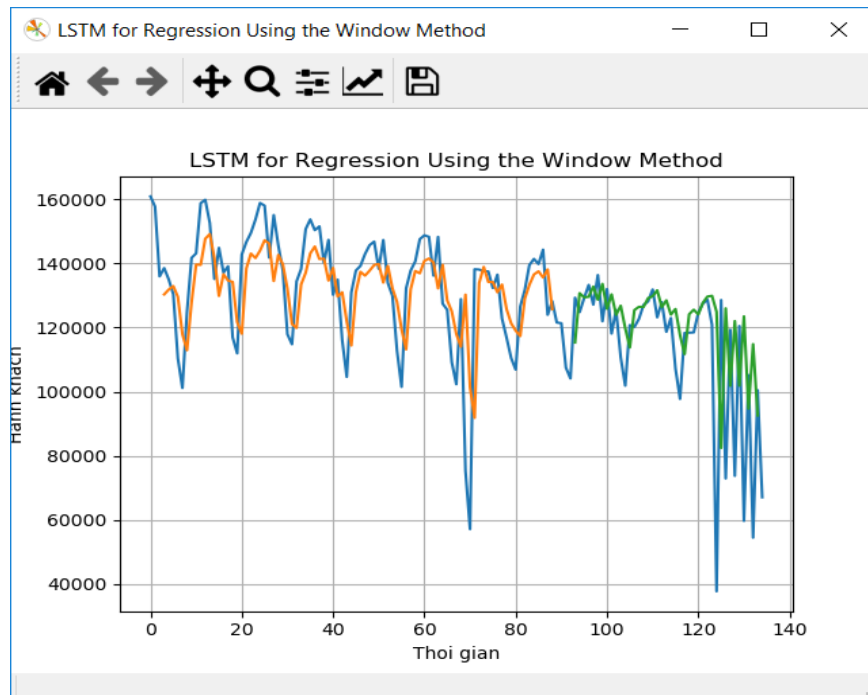 LSTM for Regression Using the Window Method
LSTM for Regression Using the Window Method
160000
140000
120000
100000
80000
60000
40000
Hanh khach
0 20 40 60 80 100 120 140
Thoi gian